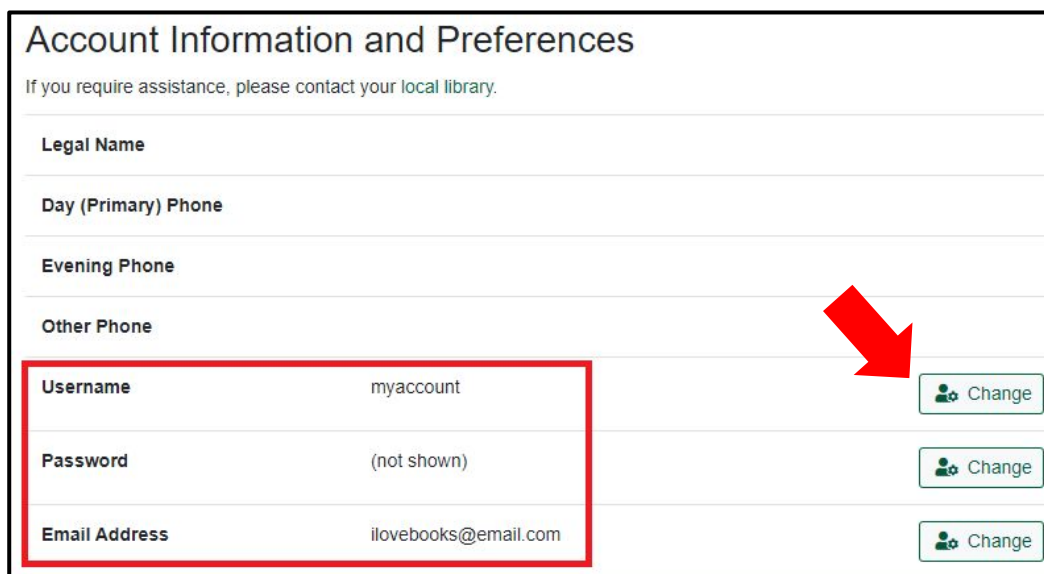 Account Information and Preferences
If you require assistance, please contact your local library.
Legal Name
Day (Primary) Phone
Evening Phone
Other Phone
Username myaccount Change
Password (not shown) Change
Email Address ilovebooks@email.com Change